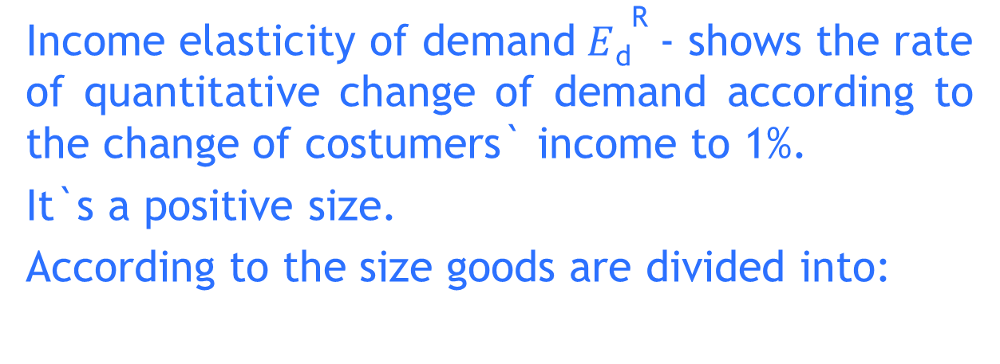 Income elasticity of demand E_d^R - shows the rate
of quantitative change of demand according to
the change of costumers` income to 1%.
It`s a positive size.
According to the size goods are divided into: